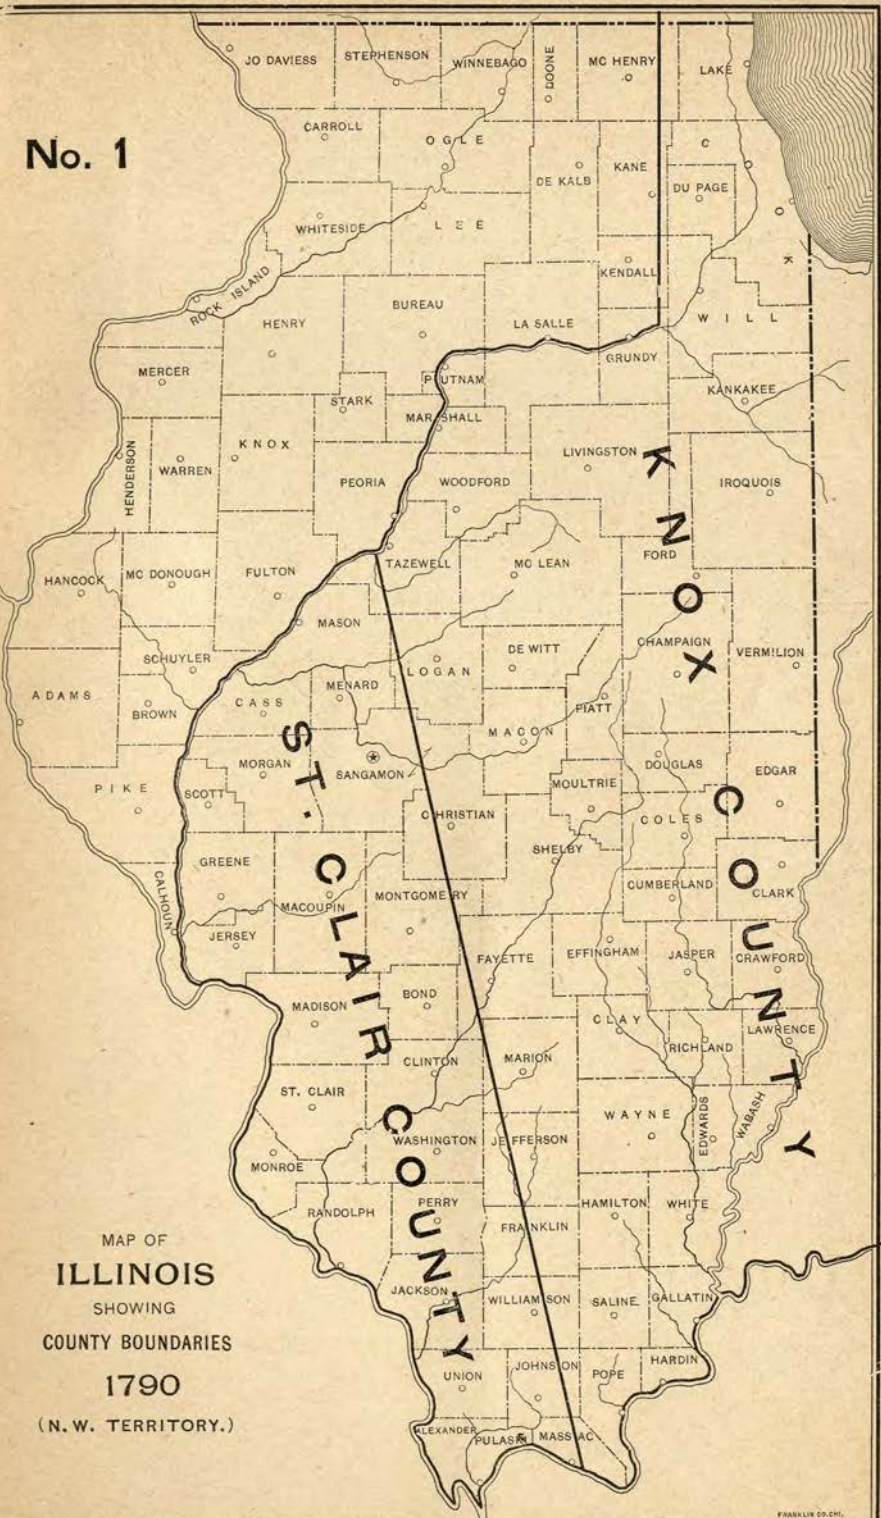 No. 1
JO DAVIESS
STEPHENSON
WINNEBAGO
BOONE
MC HENRY
LAKE
CARROLL
OGLE
DE KALB
KANE
COOK
DU PAGE
WHITESIDE
LEE
KENDALL
ROCK ISLAND
HENRY
BUREAU
LA SALLE
WILL
GRUNDY
MERCER
PUTNAM
KANKAKEE
STARK
MARSHALL
HENDERSON
WARREN
KNOX
PEORIA
WOODFORD
LIVINGSTON
IROQUOIS
HANCOCK
MC DONOUGH
FULTON
TAZEWELL
MC LEAN
FORD
MASON
SCHUYLER
LOGAN
DE WITT
CHAMPAIGN
VERMILION
ADAMS
BROWN
CASS
MENARD
MACON
PIATT
PIKE
SCOTT
MORGAN
SANGAMON
MOULTRIE
DOUGLAS
EDGAR
CHRISTIAN
COLES
SHELBY
GREENE
CALHOUN
MACOUPIN
MONTGOMERY
CUMBERLAND
CLARK
JERSEY
FAYETTE
EFFINGHAM
JASPER
CRAWFORD
MADISON
BOND
CLAY
RICHLAND
LAWRENCE
CLINTON
MARION
ST. CLAIR
WAYNE
EDWARDS
WABASH
WASHINGTON
JEFFERSON
MONROE
RANDOLPH
PERRY
HAMILTON
WHITE
FRANKLIN
JACKSON
WILLIAMSON
SALINE
GALLATIN
UNION
JOHNSON
POPE
HARDIN
ALEXANDER
PULASKI
MASSAC
KNOX COUNTY
ST. CLAIR COUNTY
MAP OF
ILLINOIS
SHOWING
COUNTY BOUNDARIES
1790
(N. W. TERRITORY.)
FRANKLIN CO. CHI.